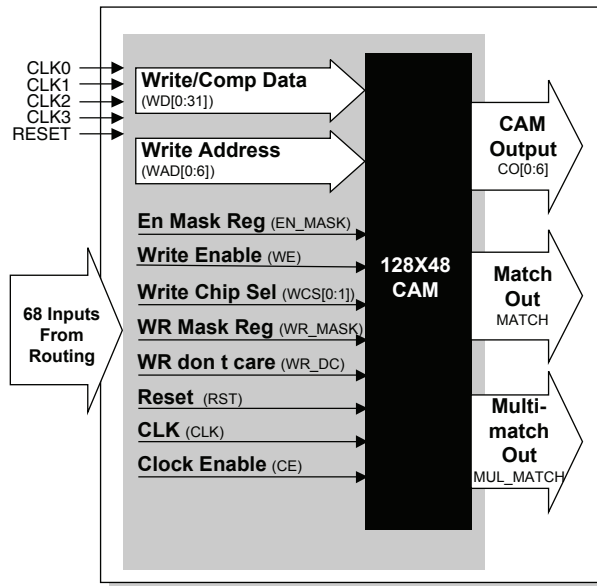 CLK0
CLK1
CLK2
CLK3
RESET
Write/Comp Data
(WD[0:31])
Write Address
(WAD[0:6])
En Mask Reg (EN_MASK)
Write Enable (WE)
Write Chip Sel (WCS[0:1])
WR Mask Reg (WR_MASK)
WR don t care (WR_DC)
Reset (RST)
CLK (CLK)
Clock Enable (CE)
68 Inputs
From
Routing
128X48
CAM
CAM
Output
CO[0:6]
Match
Out
MATCH
Multi-
match
Out
MUL_MATCH